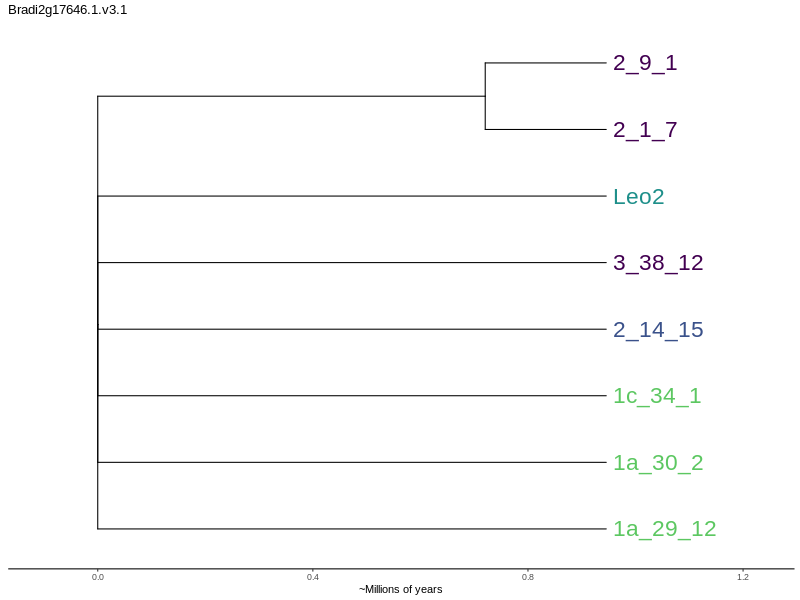 Bradi2g17646.1.v3.1
2_9_1
2_1_7
Leo2
3_38_12
2_14_15
1c_34_1
1a_30_2
1a_29_12
0.0 0.4 0.8 1.2
~Millions of years